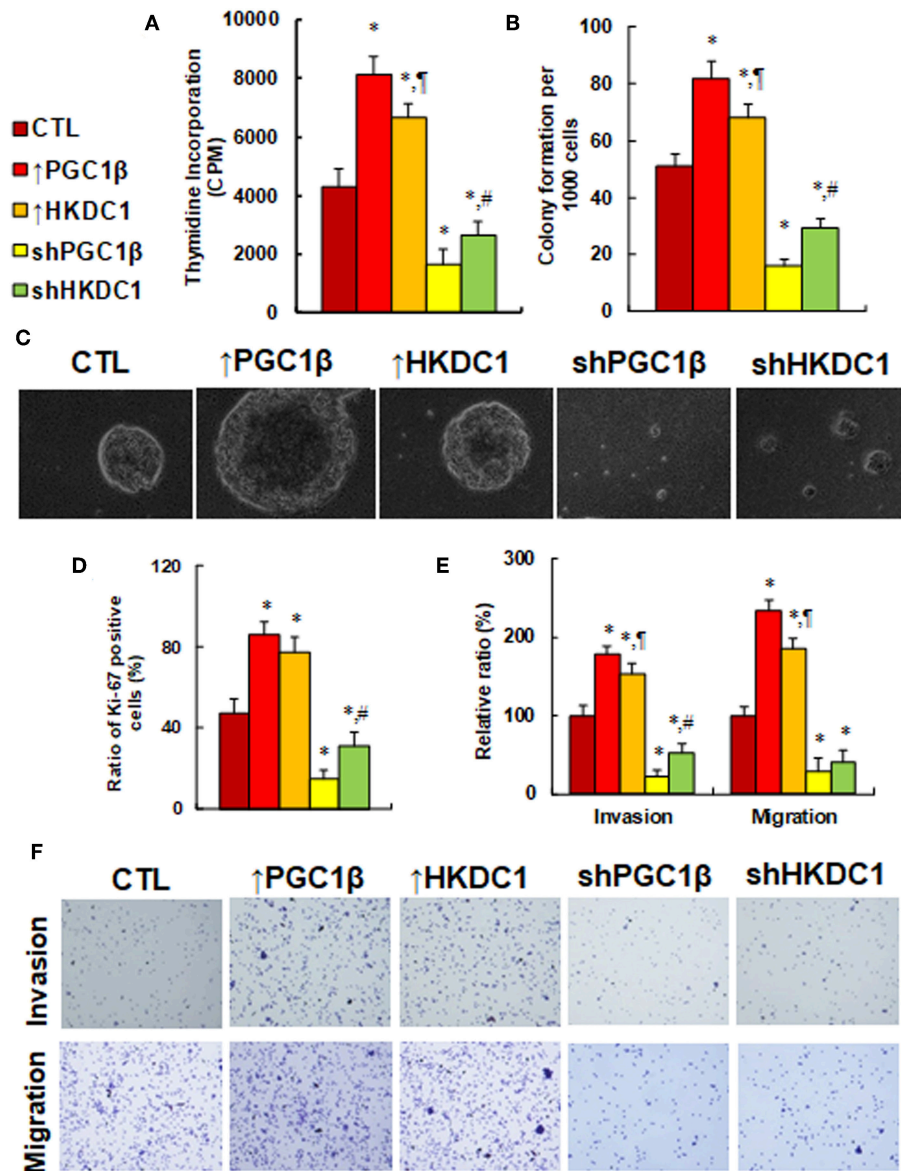 A
Thymidine Incorporation
(CPM)
10000
8000
6000
4000
2000
0
*
*,¶
*
*,#
B
Colony formation per
1000 cells
100
80
60
40
20
0
*
*,¶
*
*,#
CTL
↑PGC1β
↑HKDC1
shPGC1β
shHKDC1
C
CTL
↑PGC1β
↑HKDC1
shPGC1β
shHKDC1
D
Ratio of Ki-67 positive
cells (%)
120
80
40
0
*
*
*
*,#
E
Relative ratio (%)
300
200
100
0
*
*,¶
*
*,#
*
*,¶
*
*
Invasion
Migration
F
CTL
↑PGC1β
↑HKDC1
shPGC1β
shHKDC1
Invasion
Migration